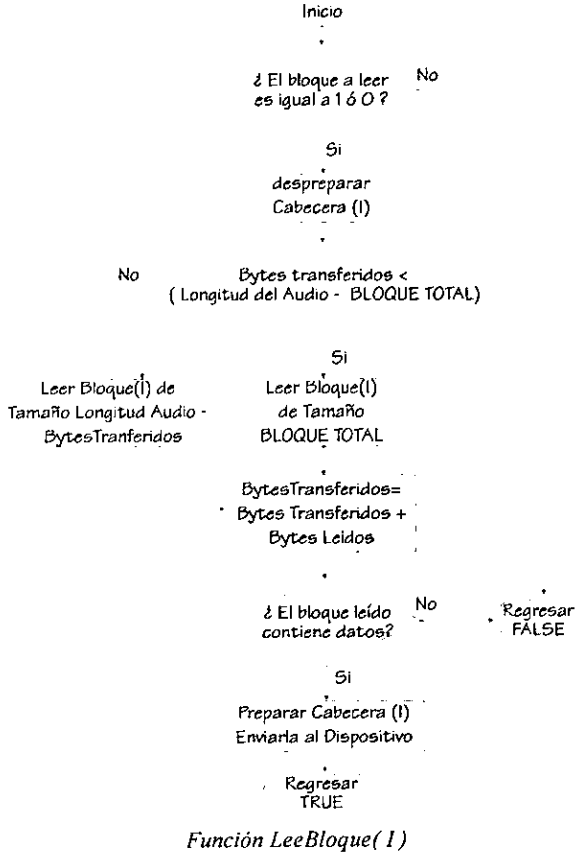 Inicio
¿ El bloque a leer
es igual a 1 ó 0 ?
No
Si
despreparar
Cabecera (I)
No
Bytes transferidos <
( Longitud del Audio - BLOQUE TOTAL)
Si
Leer Bloque(I) de
Tamaño Longitud Audio -
BytesTranferidos
Leer Bloque(I)
de Tamaño
BLOQUE TOTAL
BytesTransferidos=
Bytes Transferidos +
Bytes Leídos
¿ El bloque leído
contiene datos?
No
Regresar
FALSE
Si
Preparar Cabecera (I)
Enviarla al Dispositivo
Regresar
TRUE
Función LeeBloque( I )